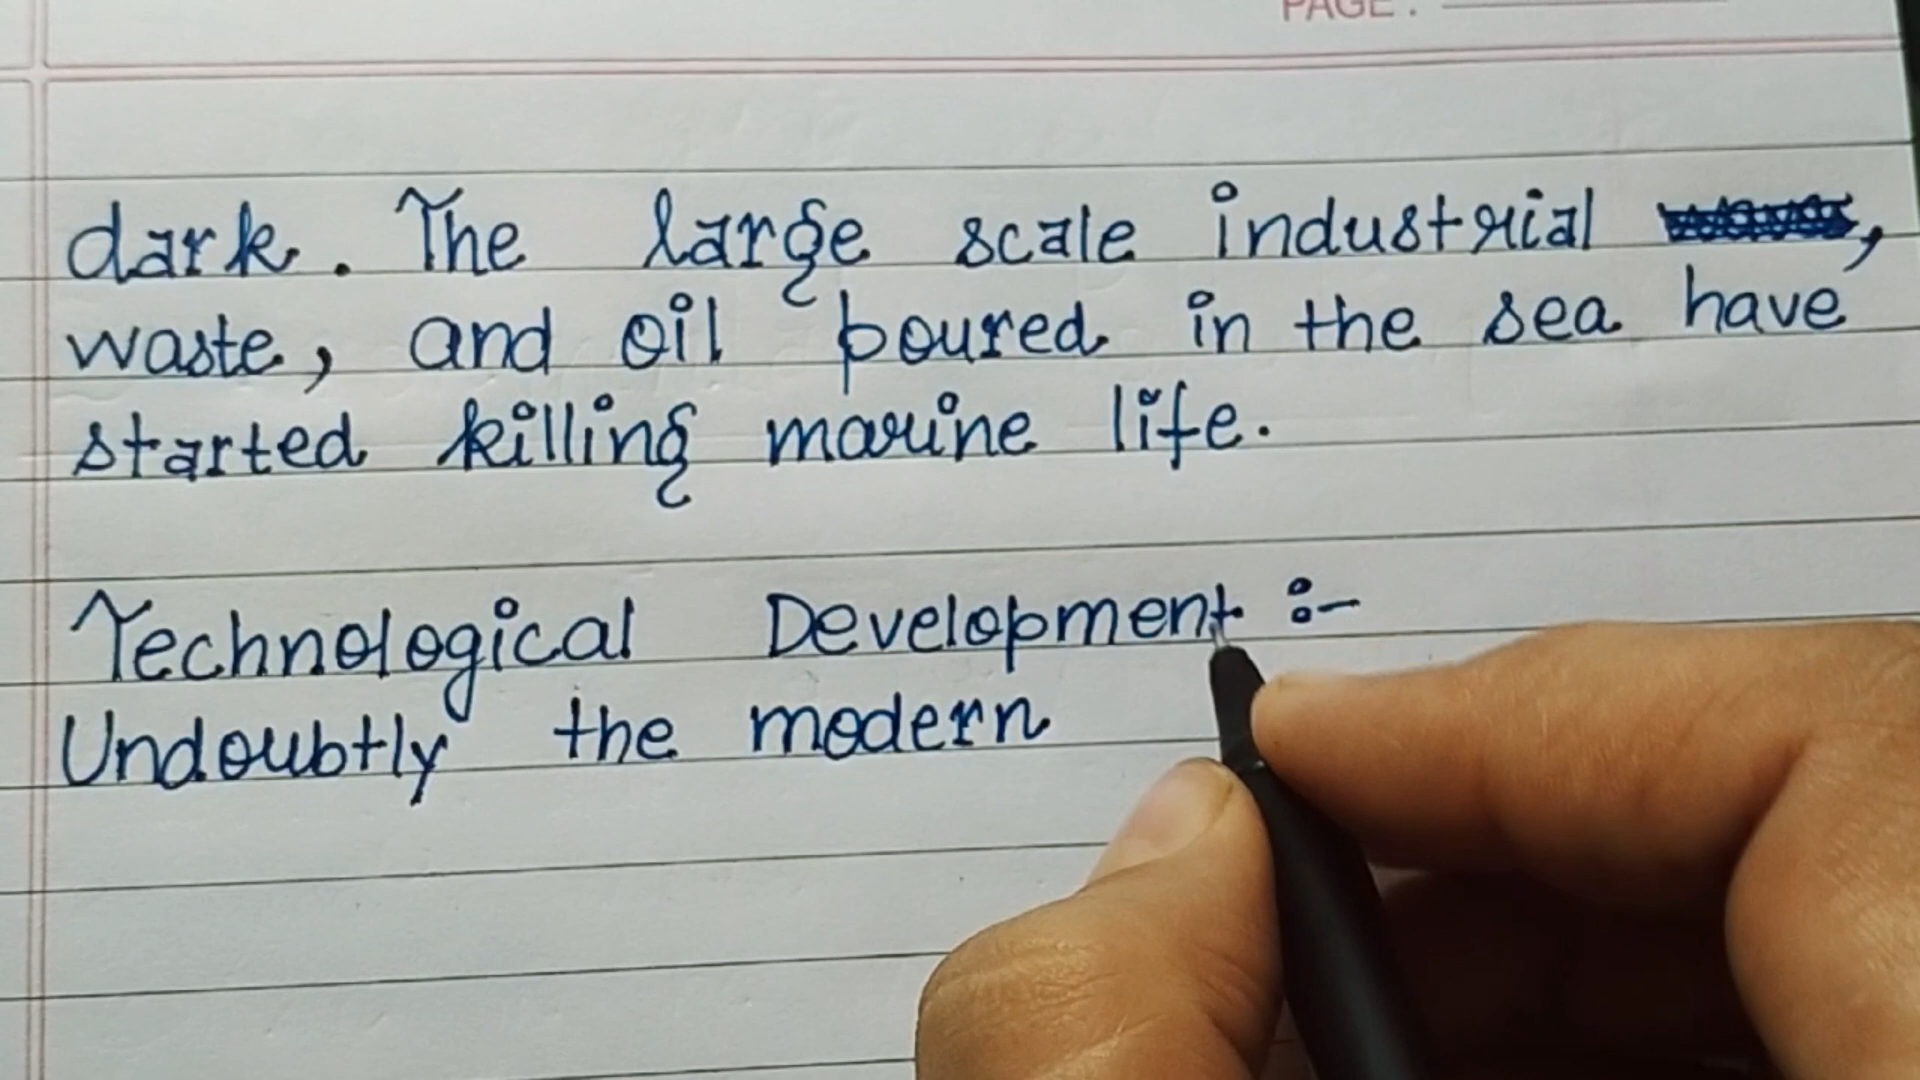 PAGE :
dark. The large scale industrial ,
waste, and oil poured in the sea have
started killing marine life.
Technological Development :-
Undoubtly the modern